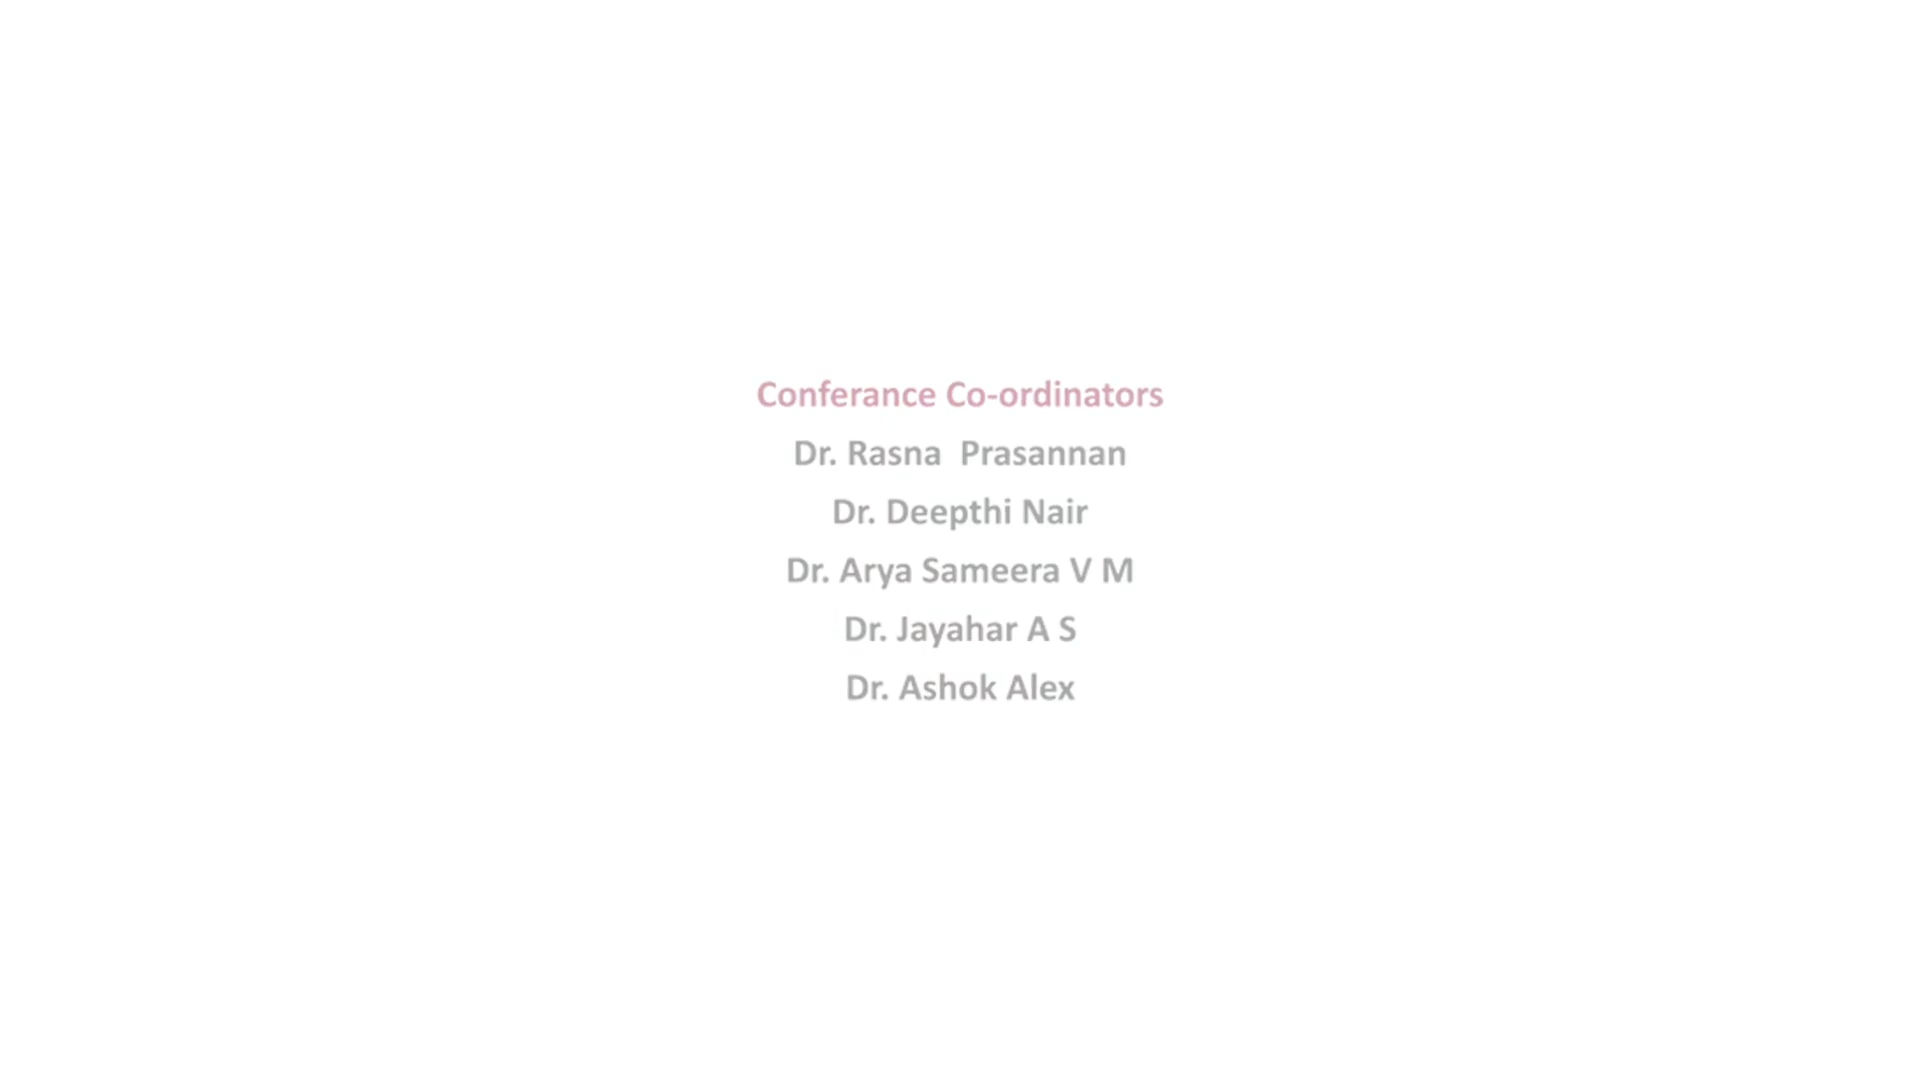 Conferance Co-ordinators
Dr. Rasna  Prasannan
Dr. Deepthi Nair
Dr. Arya Sameera V M
Dr. Jayahar A S
Dr. Ashok Alex